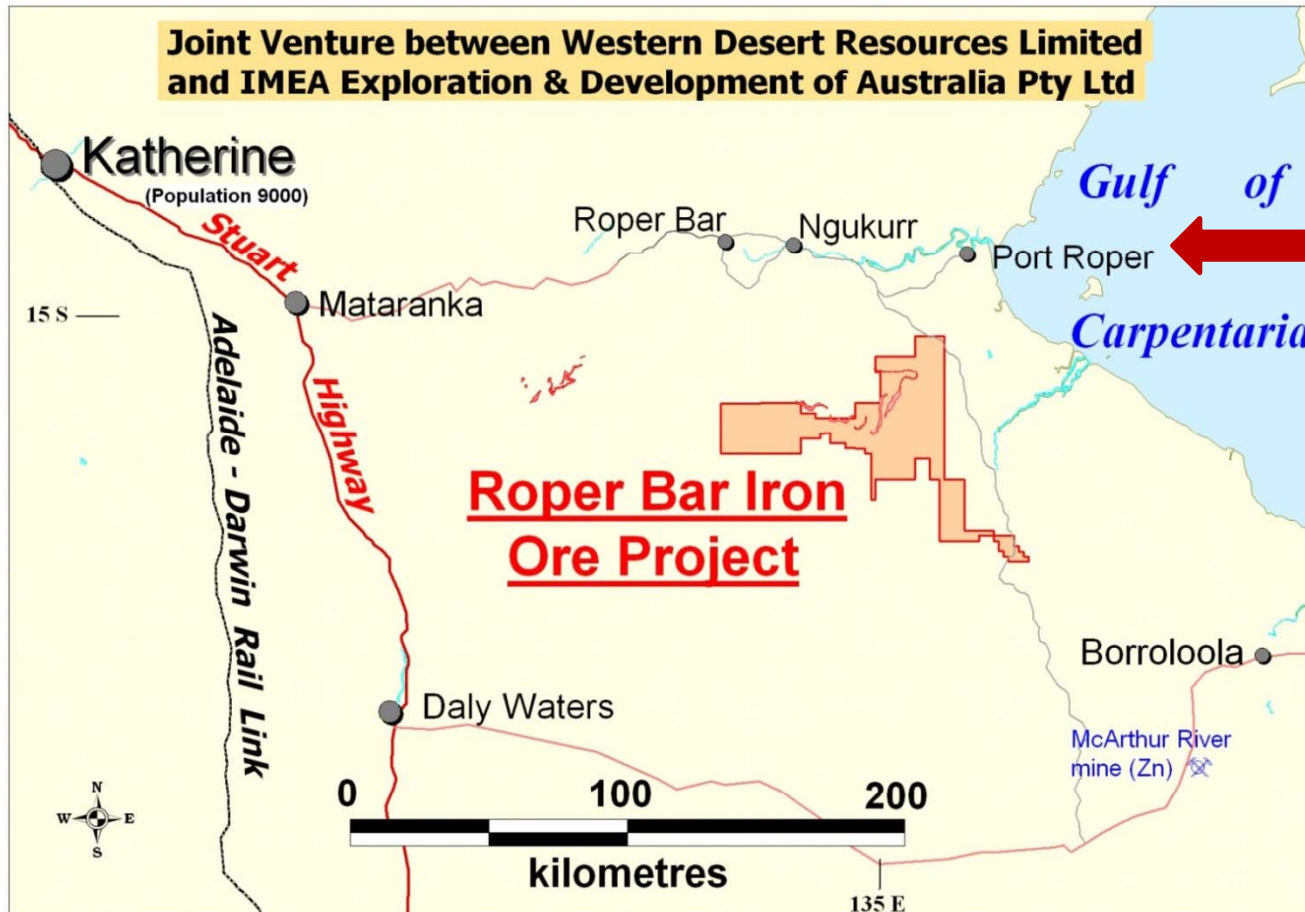 Joint Venture between Western Desert Resources Limited
and IMEA Exploration & Development of Australia Pty Ltd
Katherine
(Population 9000)
Gulf of
Stuart
Roper Bar
Ngukurr
Port Roper
15 S
Mataranka
Carpentaria
Adelaide - Darwin Rail Link
Highway
Roper Bar Iron
Ore Project
Borroloola
Daly Waters
McArthur River
mine (Zn)
N
W E
S
0 100 200
kilometres
135 E